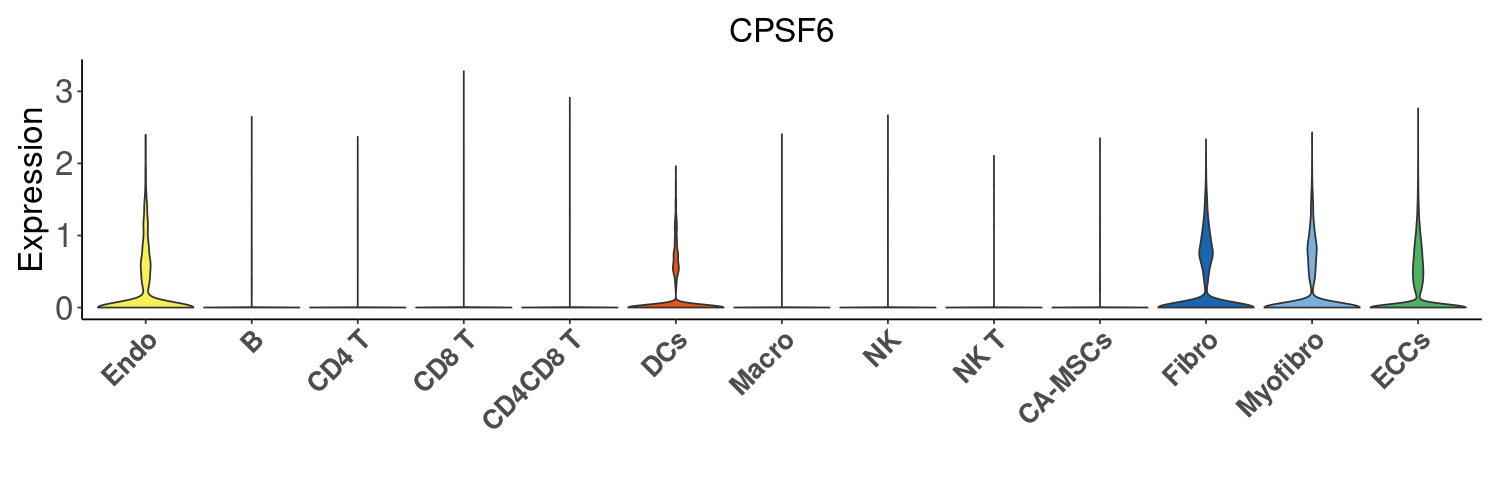 CPSF6
Expression
3
2
1
0
Endo
B
CD4 T
CD8 T
CD4CD8 T
DCs
Macro
NK
NK T
CA-MSCs
Fibro
Myofibro
ECCs